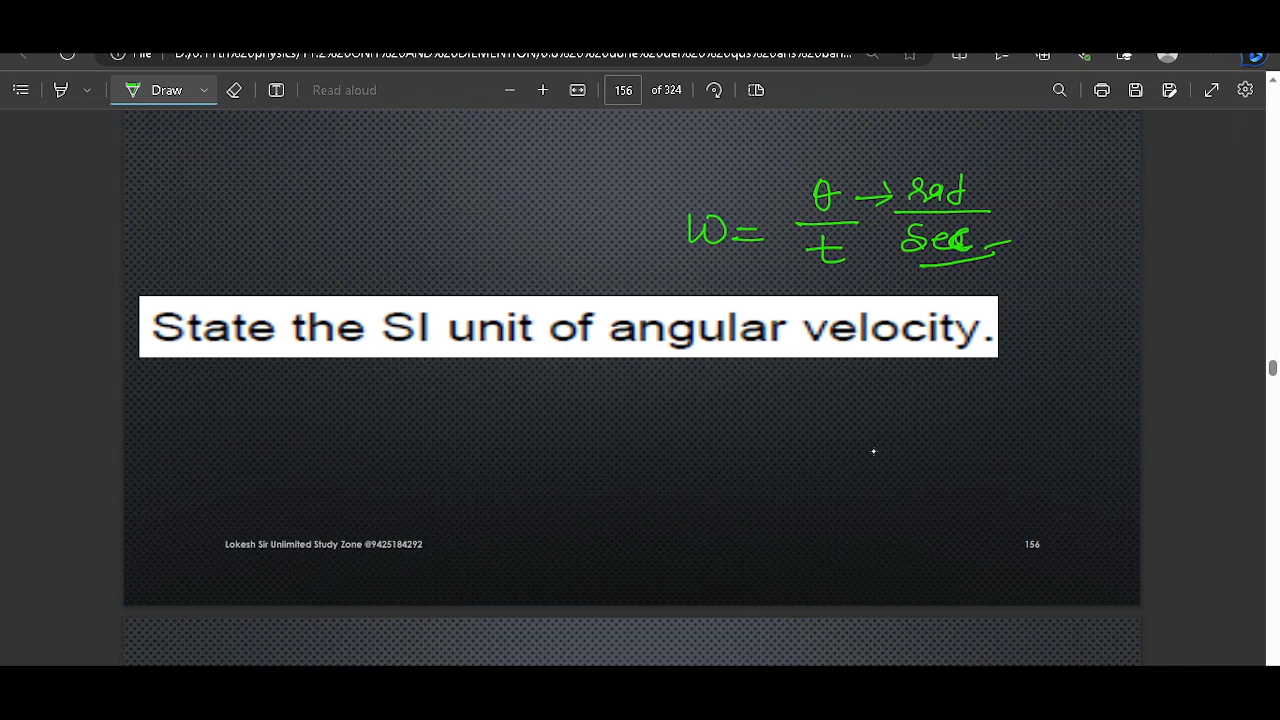 Draw
Read aloud
156 of 324
ω = θ/t → rad/sec
State the SI unit of angular velocity.
Lokesh Sir Unlimited Study Zone @9425184292
156